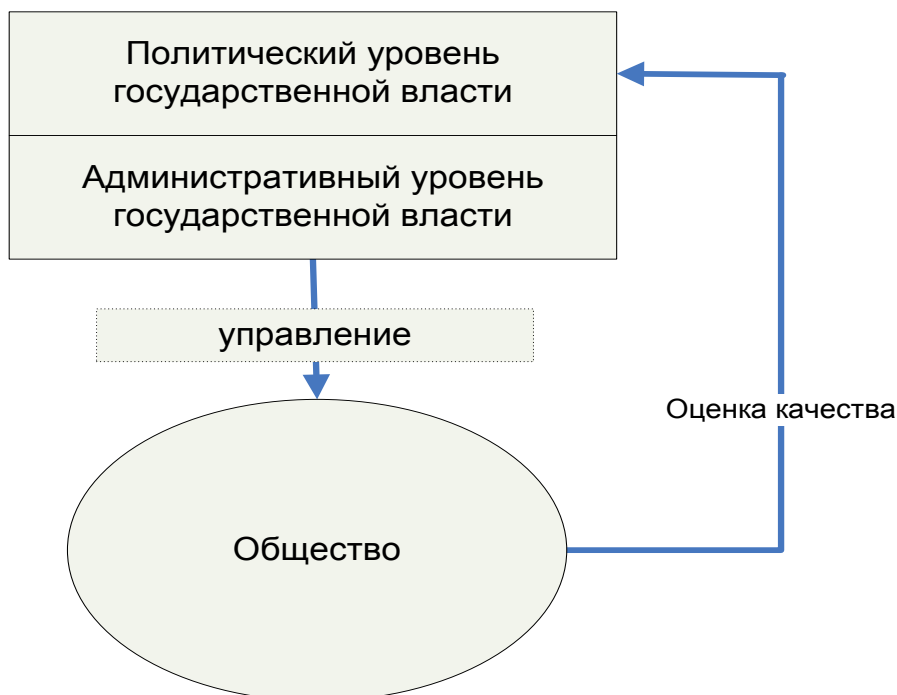 Политический уровень
государственной власти
Административный уровень
государственной власти
управление
Оценка качества
Общество